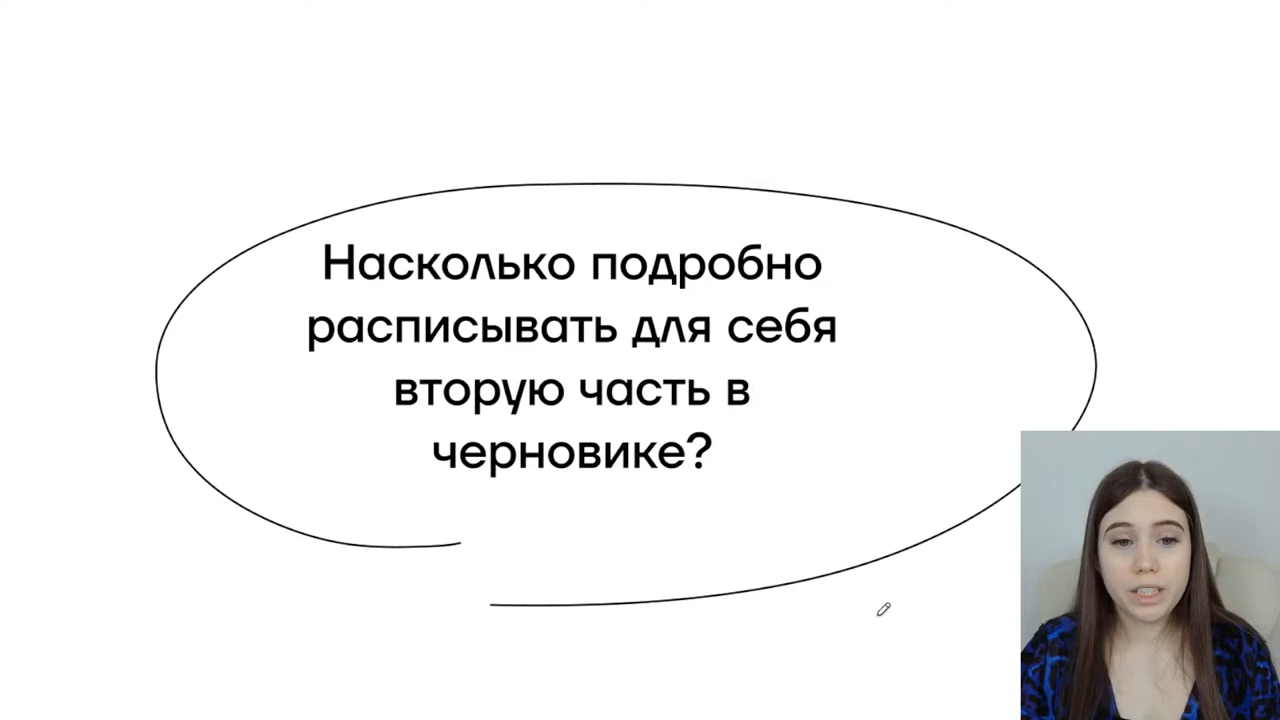 Насколько подробно
расписывать для себя
вторую часть в
черновике?